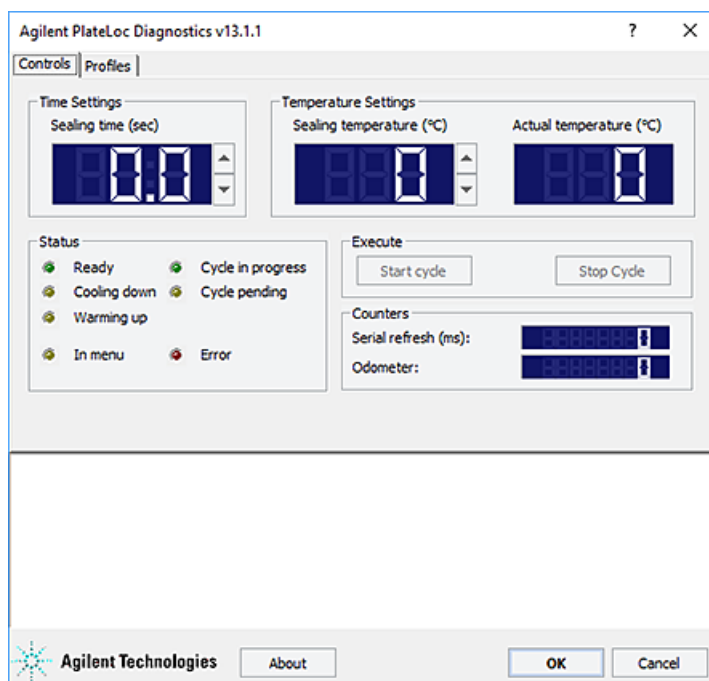 Agilent PlateLoc Diagnostics v13.1.1 ?
Controls Profiles
Time Settings
Sealing time (sec)
0.0
Temperature Settings
Sealing temperature (°C) Actual temperature (°C)
0 0
Status
Ready Cycle in progress
Cooling down Cycle pending
Warming up
In menu Error
Execute
Start cycle Stop Cycle
Counters
Serial refresh (ms):
Odometer:
Agilent Technologies About OK Cancel